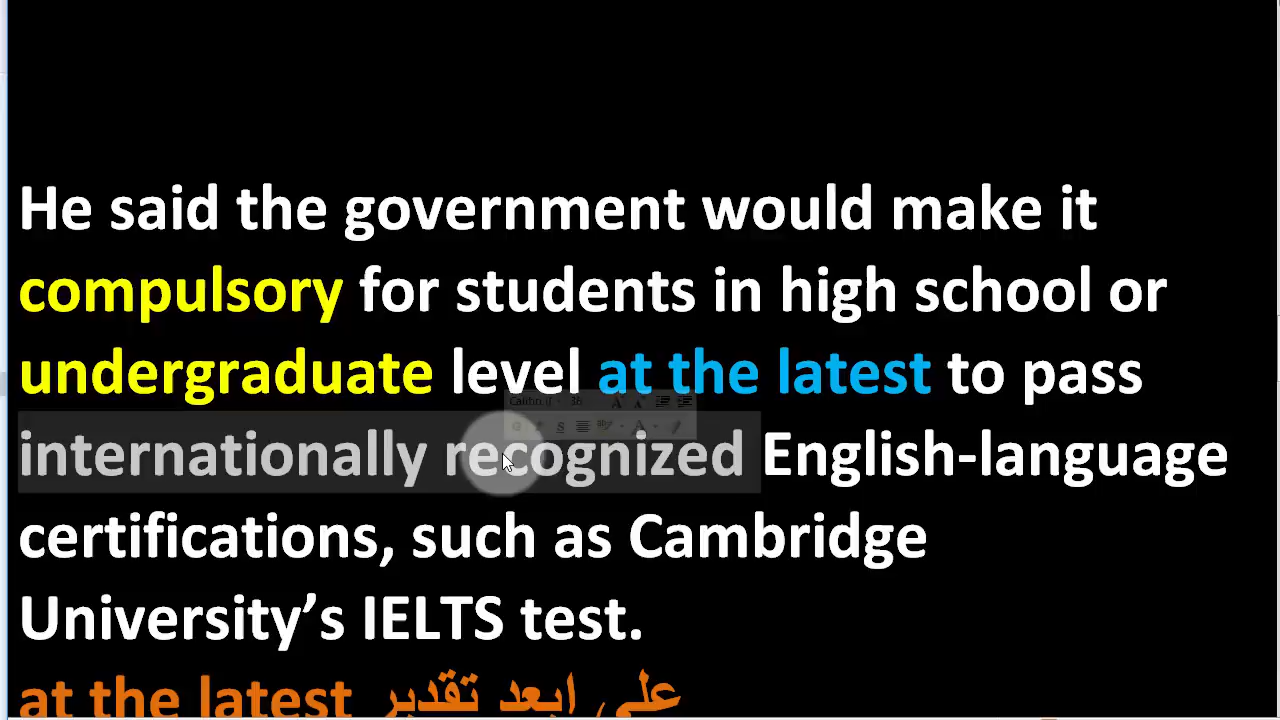 He said the government would make it
compulsory for students in high school or
undergraduate level at the latest to pass
internationally recognized English-language
certifications, such as Cambridge
University’s IELTS test.
at the latest على ابعد تقدير